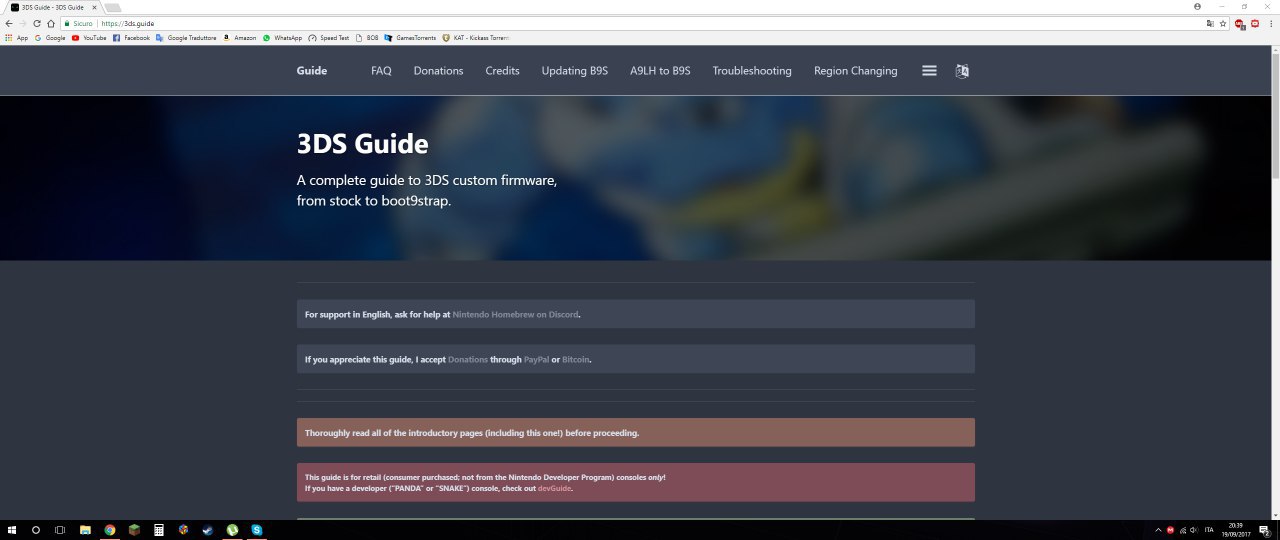 3DS Guide - 3DS Guide
Sicuro https://3ds.guide
App Google YouTube Facebook Google Traduttore Amazon WhatsApp Speed Test BOB GamesTorrents KAT - Kickass Torrent
Guide FAQ Donations Credits Updating B9S A9LH to B9S Troubleshooting Region Changing
3DS Guide
A complete guide to 3DS custom firmware,
from stock to boot9strap.
For support in English, ask for help at Nintendo Homebrew on Discord.
If you appreciate this guide, I accept Donations through PayPal or Bitcoin.
Thoroughly read all of the introductory pages (including this one!) before proceeding.
This guide is for retail (consumer purchased; not from the Nintendo Developer Program) consoles only!
If you have a developer ("PANDA" or "SNAKE") console, check out devGuide.
ITA
20:39
19/09/2017